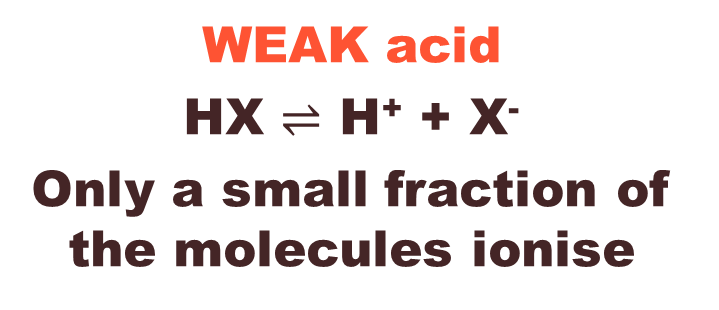 WEAK acid
HX ⇌ H⁺ + X⁻
Only a small fraction of
the molecules ionise